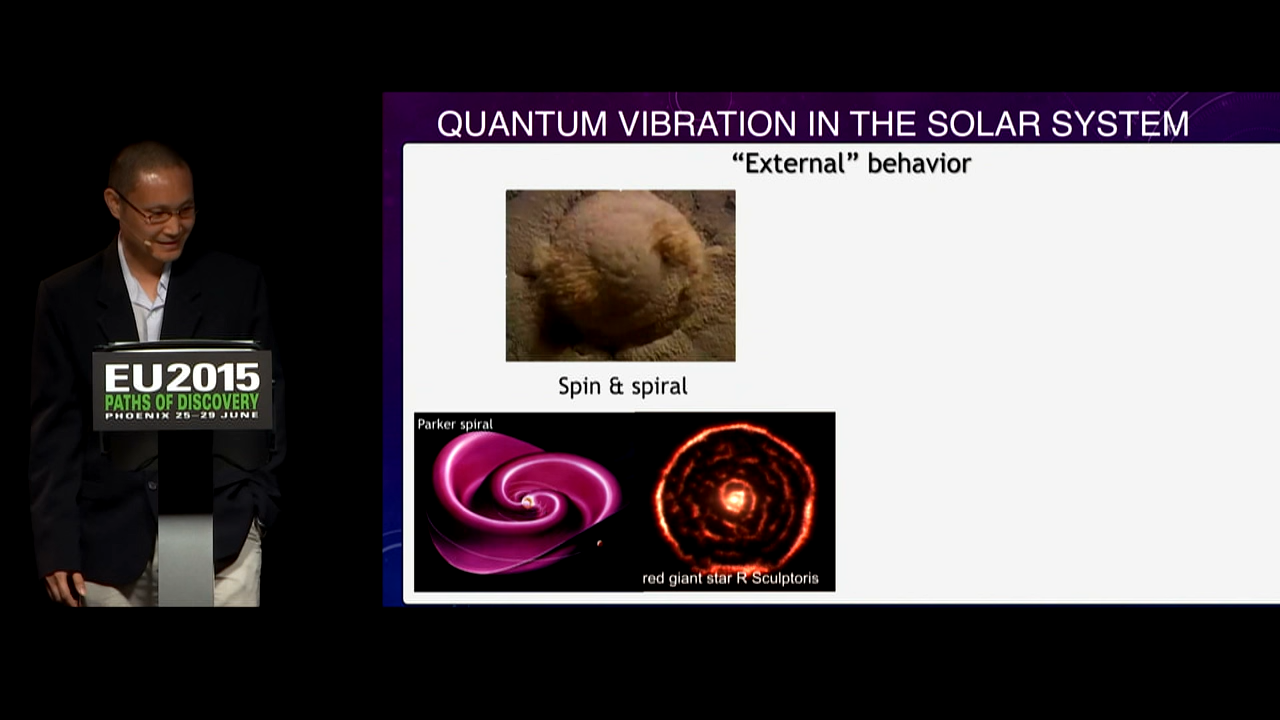 QUANTUM VIBRATION IN THE SOLAR SYSTEM
“External” behavior
Spin & spiral
Parker spiral
red giant star R Sculptoris
EU2015
PATHS OF DISCOVERY
PHOENIX 25–29 JUNE